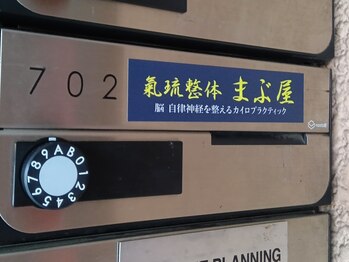 702
氣琉整体 まぶ屋
脳 自律神経を整えるカイロプラクティック
9AB012345678
PLANNING